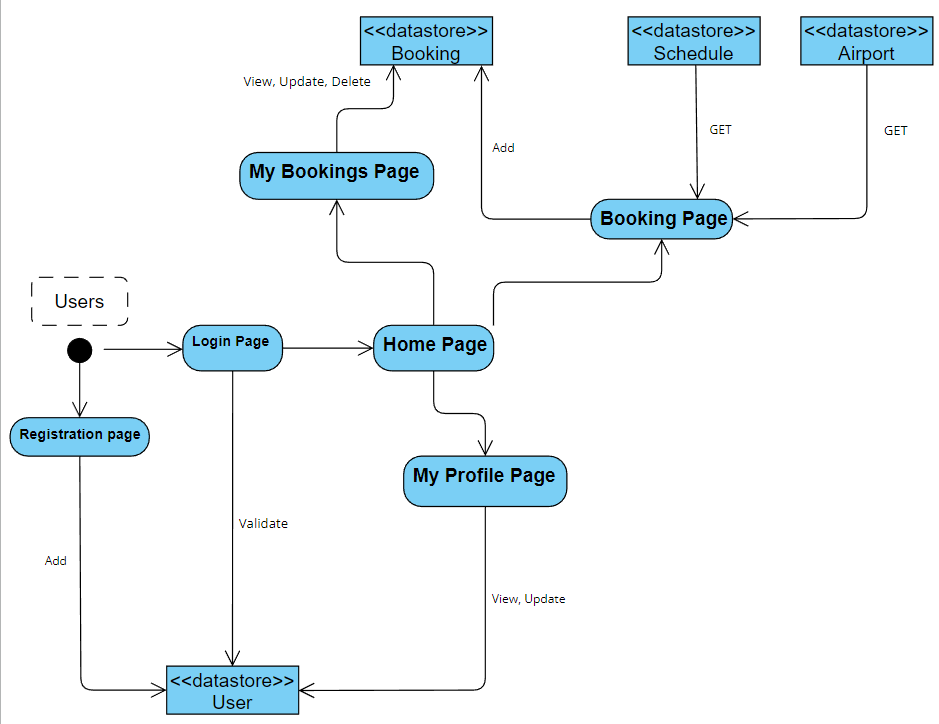 <<datastore>>
Booking
<<datastore>>
Schedule
<<datastore>>
Airport
View, Update, Delete
GET
GET
Add
My Bookings Page
Booking Page
Users
Login Page
Home Page
Registration page
My Profile Page
Validate
Add
View, Update
<<datastore>>
User